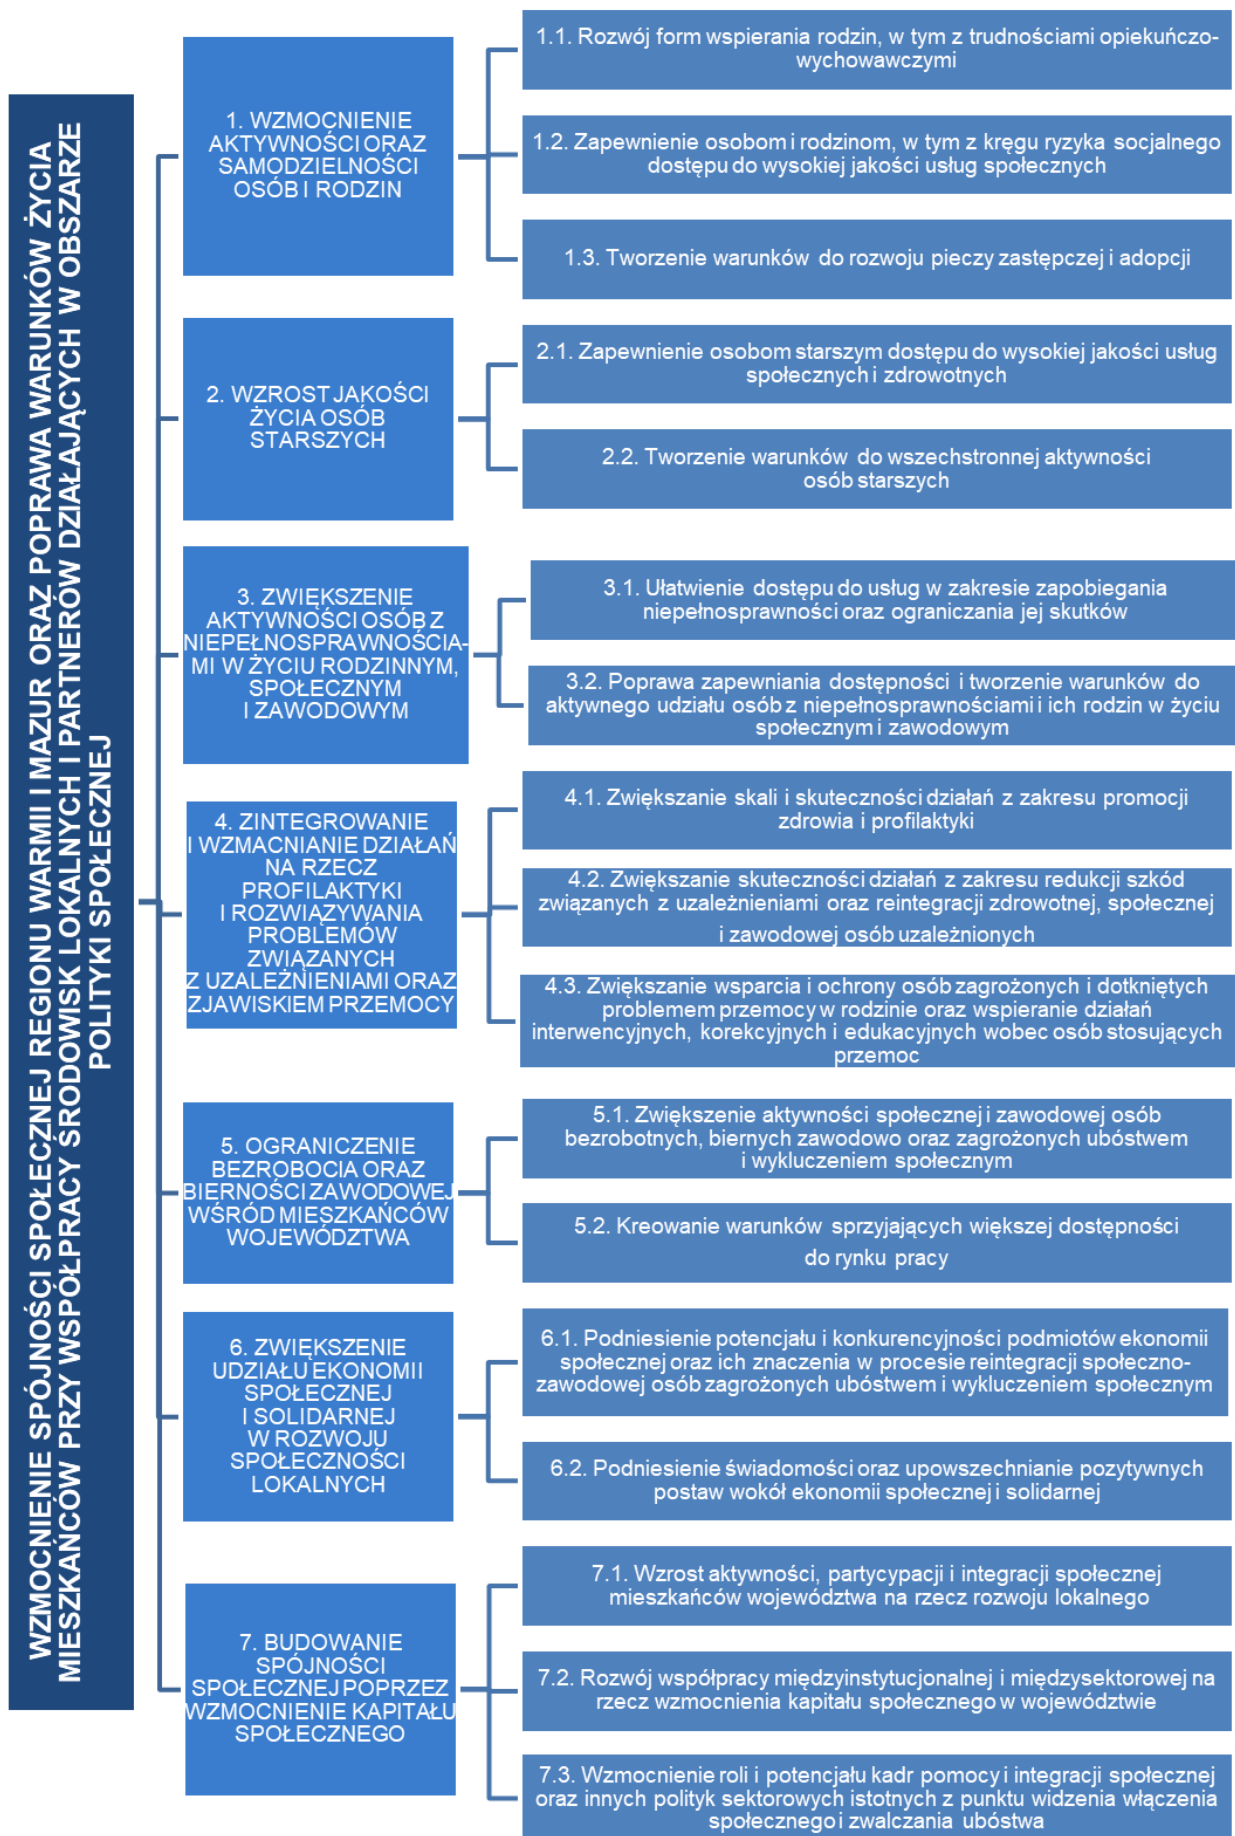 WZMOCNIENIE SPÓJNOŚCI SPOŁECZNEJ REGIONU WARMII I MAZUR ORAZ POPRAWA WARUNKÓW ŻYCIA
MIESZKAŃCÓW PRZY WSPÓŁPRACY ŚRODOWISK LOKALNYCH I PARTNERÓW DZIAŁAJĄCYCH W OBSZARZE
POLITYKI SPOŁECZNEJ
1. WZMOCNIENIE
AKTYWNOŚCI ORAZ
SAMODZIELNOŚCI
OSÓB I RODZIN
1.1. Rozwój form wspierania rodzin, w tym z trudnościami opiekuńczo-
wychowawczymi
1.2. Zapewnienie osobom i rodzinom, w tym z kręgu ryzyka socjalnego
dostępu do wysokiej jakości usług społecznych
1.3. Tworzenie warunków do rozwoju pieczy zastępczej i adopcji
2. WZROST JAKOŚCI
ŻYCIA OSÓB
STARSZYCH
2.1. Zapewnienie osobom starszym dostępu do wysokiej jakości usług
społecznych i zdrowotnych
2.2. Tworzenie warunków do wszechstronnej aktywności
osób starszych
3. ZWIĘKSZENIE
AKTYWNOŚCI OSÓB Z
NIEPEŁNOSPRAWNOŚCIA-
MI W ŻYCIU RODZINNYM,
SPOŁECZNYM
I ZAWODOWYM
3.1. Ułatwienie dostępu do usług w zakresie zapobiegania
niepełnosprawności oraz ograniczania jej skutków
3.2. Poprawa zapewniania dostępności i tworzenie warunków do
aktywnego udziału osób z niepełnosprawnościami i ich rodzin w życiu
społecznym i zawodowym
4. ZINTEGROWANIE
I WZMACNIANIE DZIAŁAŃ
NA RZECZ
PROFILAKTYKI
I ROZWIĄZYWANIA
PROBLEMÓW
ZWIĄZANYCH
Z UZALEŻNIENIAMI ORAZ
ZJAWISKIEM PRZEMOCY
4.1. Zwiększanie skali i skuteczności działań z zakresu promocji
zdrowia i profilaktyki
4.2. Zwiększanie skuteczności działań z zakresu redukcji szkód
związanych z uzależnieniami oraz reintegracji zdrowotnej, społecznej
i zawodowej osób uzależnionych
4.3. Zwiększanie wsparcia i ochrony osób zagrożonych i dotkniętych
problemem przemocy w rodzinie oraz wspieranie działań
interwencyjnych, korekcyjnych i edukacyjnych wobec osób stosujących
przemoc
5. OGRANICZENIE
BEZROBOCIA ORAZ
BIERNOŚCI ZAWODOWEJ
WŚRÓD MIESZKAŃCÓW
WOJEWÓDZTWA
5.1. Zwiększenie aktywności społecznej i zawodowej osób
bezrobotnych, biernych zawodowo oraz zagrożonych ubóstwem
i wykluczeniem społecznym
5.2. Kreowanie warunków sprzyjających większej dostępności
do rynku pracy
6. ZWIĘKSZENIE
UDZIAŁU EKONOMII
SPOŁECZNEJ
I SOLIDARNEJ
W ROZWOJU
SPOŁECZNOŚCI
LOKALNYCH
6.1. Podniesienie potencjału i konkurencyjności podmiotów ekonomii
społecznej oraz ich znaczenia w procesie reintegracji społeczno-
zawodowej osób zagrożonych ubóstwem i wykluczeniem społecznym
6.2. Podniesienie świadomości oraz upowszechnianie pozytywnych
postaw wokół ekonomii społecznej i solidarnej
7. BUDOWANIE
SPÓJNOŚCI
SPOŁECZNEJ POPRZEZ
WZMOCNIENIE KAPITAŁU
SPOŁECZNEGO
7.1. Wzrost aktywności, partycypacji i integracji społecznej
mieszkańców województwa na rzecz rozwoju lokalnego
7.2. Rozwój współpracy międzyinstytucjonalnej i międzysektorowej na
rzecz wzmocnienia kapitału społecznego w województwie
7.3. Wzmocnienie roli i potencjału kadr pomocy i integracji społecznej
oraz innych polityk sektorowych istotnych z punktu widzenia włączenia
społecznego i zwalczania ubóstwa